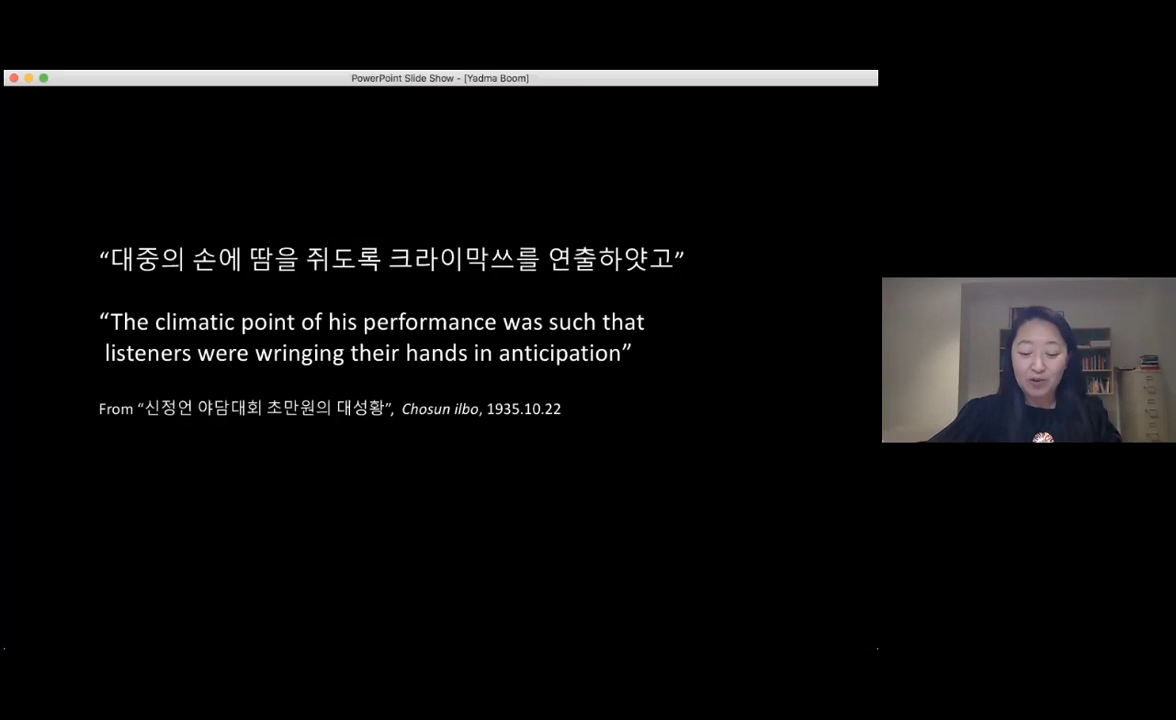 PowerPoint Slide Show - [Yadma Boom]
“대중의 손에 땀을 쥐도록 크라이막쓰를 연출하얏고”
“The climatic point of his performance was such that
listeners were wringing their hands in anticipation”
From “신정언 야담대회 초만원의 대성황”, Chosun ilbo, 1935.10.22